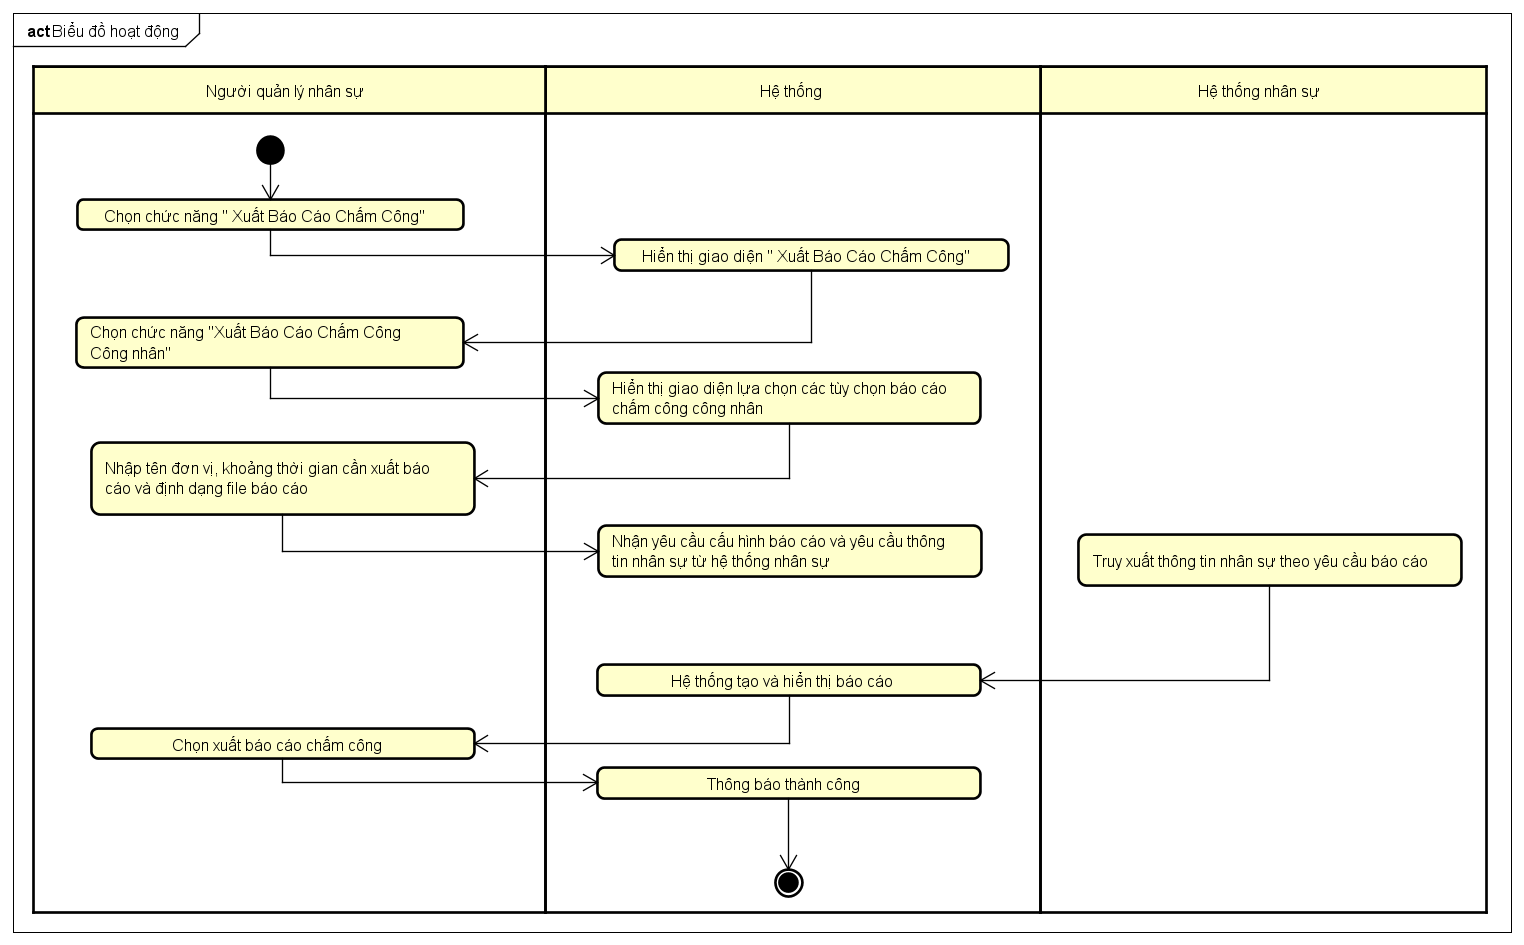 act Biểu đồ hoạt động
Người quản lý nhân sự
Hệ thống
Hệ thống nhân sự
Chọn chức năng " Xuất Báo Cáo Chấm Công"
Hiển thị giao diện " Xuất Báo Cáo Chấm Công"
Chọn chức năng "Xuất Báo Cáo Chấm Công
Công nhân"
Hiển thị giao diện lựa chọn các tùy chọn báo cáo
chấm công công nhân
Nhập tên đơn vị, khoảng thời gian cần xuất báo
cáo và định dạng file báo cáo
Nhận yêu cầu cấu hình báo cáo và yêu cầu thông
tin nhân sự từ hệ thống nhân sự
Truy xuất thông tin nhân sự theo yêu cầu báo cáo
Hệ thống tạo và hiển thị báo cáo
Chọn xuất báo cáo chấm công
Thông báo thành công